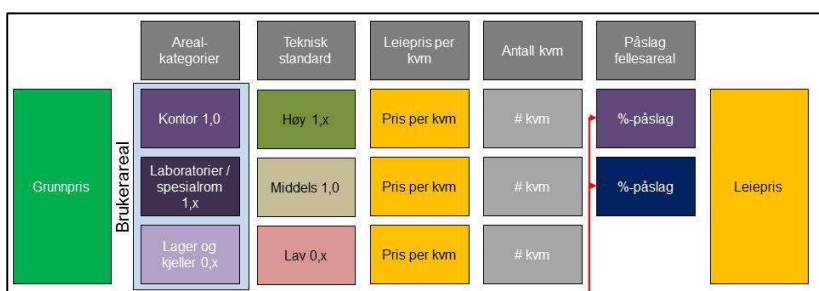 Areal-
kategorier
Teknisk
standard
Leiepris per
kvm
Antall kvm
Påslag
fellesareal
Grunnpris
Brukerareal
Kontor 1,0
Høy 1,x
Pris per kvm
# kvm
%-påslag
Laboratorier /
spesialrom
1,x
Middels 1,0
Pris per kvm
# kvm
%-påslag
Lager og
kjeller 0,x
Lav 0,x
Pris per kvm
# kvm
Leiepris